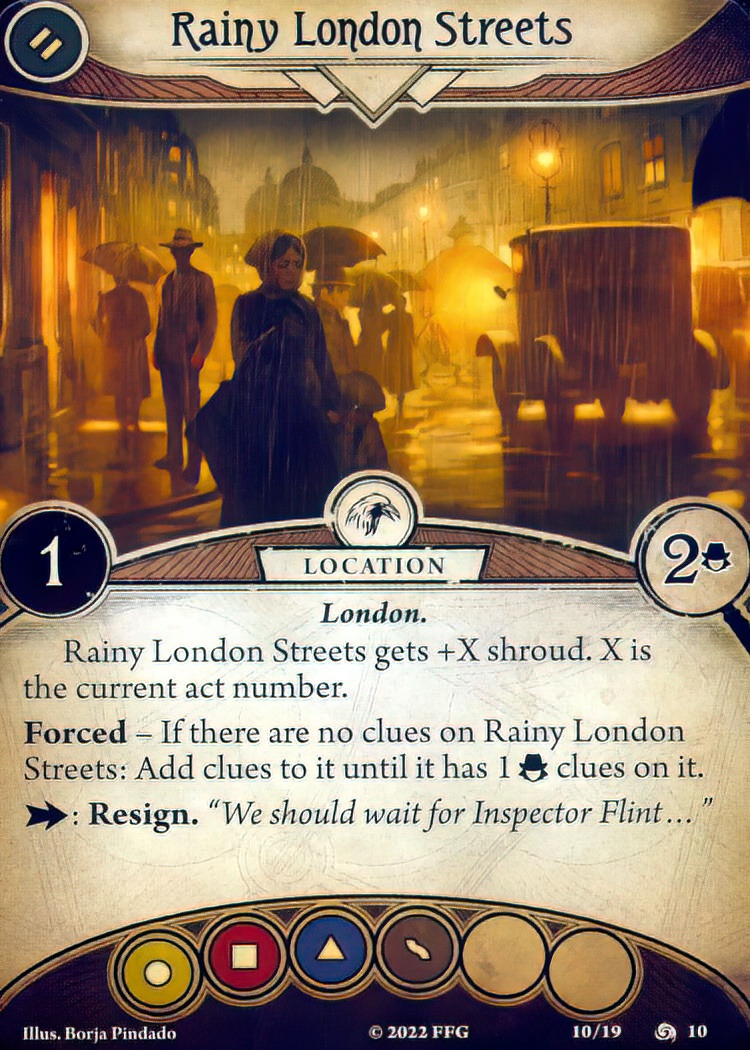 Rainy London Streets
1
LOCATION
2
London.
Rainy London Streets gets +X shroud. X is
the current act number.
Forced – If there are no clues on Rainy London
Streets: Add clues to it until it has 1 clues on it.
: Resign. “We should wait for Inspector Flint… ”
Illus. Borja Pindado
© 2022 FFG
10/19
10